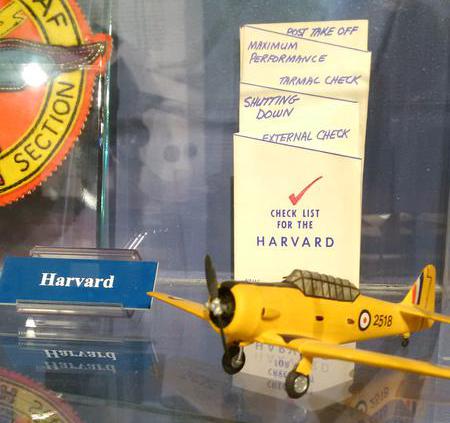 AF
SECTION
POST TAKE OFF
MAXIMUM
PERFORMANCE
TARMAC CHECK
SHUTTING
DOWN
EXTERNAL CHECK
CHECK LIST
FOR THE
HARVARD
Harvard
2518